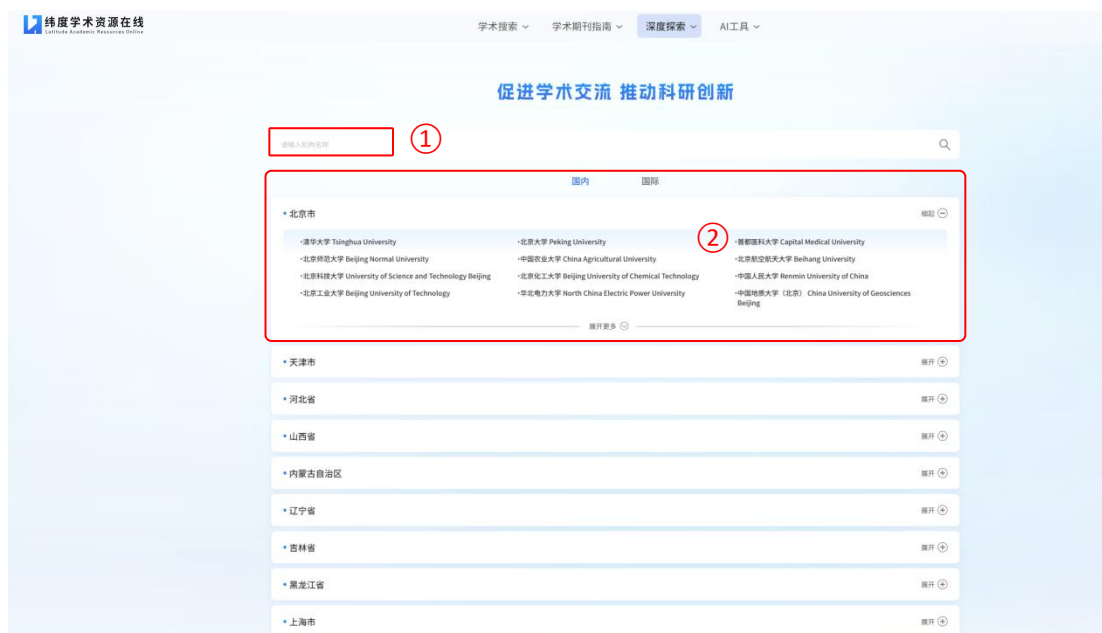 纬度学术资源在线
Latitude Academic Resources Online
学术搜索 学术期刊指南 深度探索 AI工具
促进学术交流 推动科研创新
请输入机构名称 ①
国内 国际
北京市 收起
②
·清华大学 Tsinghua University ·北京大学 Peking University ·首都医科大学 Capital Medical University
·北京师范大学 Beijing Normal University ·中国农业大学 China Agricultural University ·北京航空航天大学 Beihang University
·北京科技大学 University of Science and Technology Beijing ·北京化工大学 Beijing University of Chemical Technology ·中国人民大学 Renmin University of China
·北京工业大学 Beijing University of Technology ·华北电力大学 North China Electric Power University ·中国地质大学（北京） China University of Geosciences
Beijing
展开更多
天津市 展开
河北省 展开
山西省 展开
内蒙古自治区 展开
辽宁省 展开
吉林省 展开
黑龙江省 展开
上海市 展开